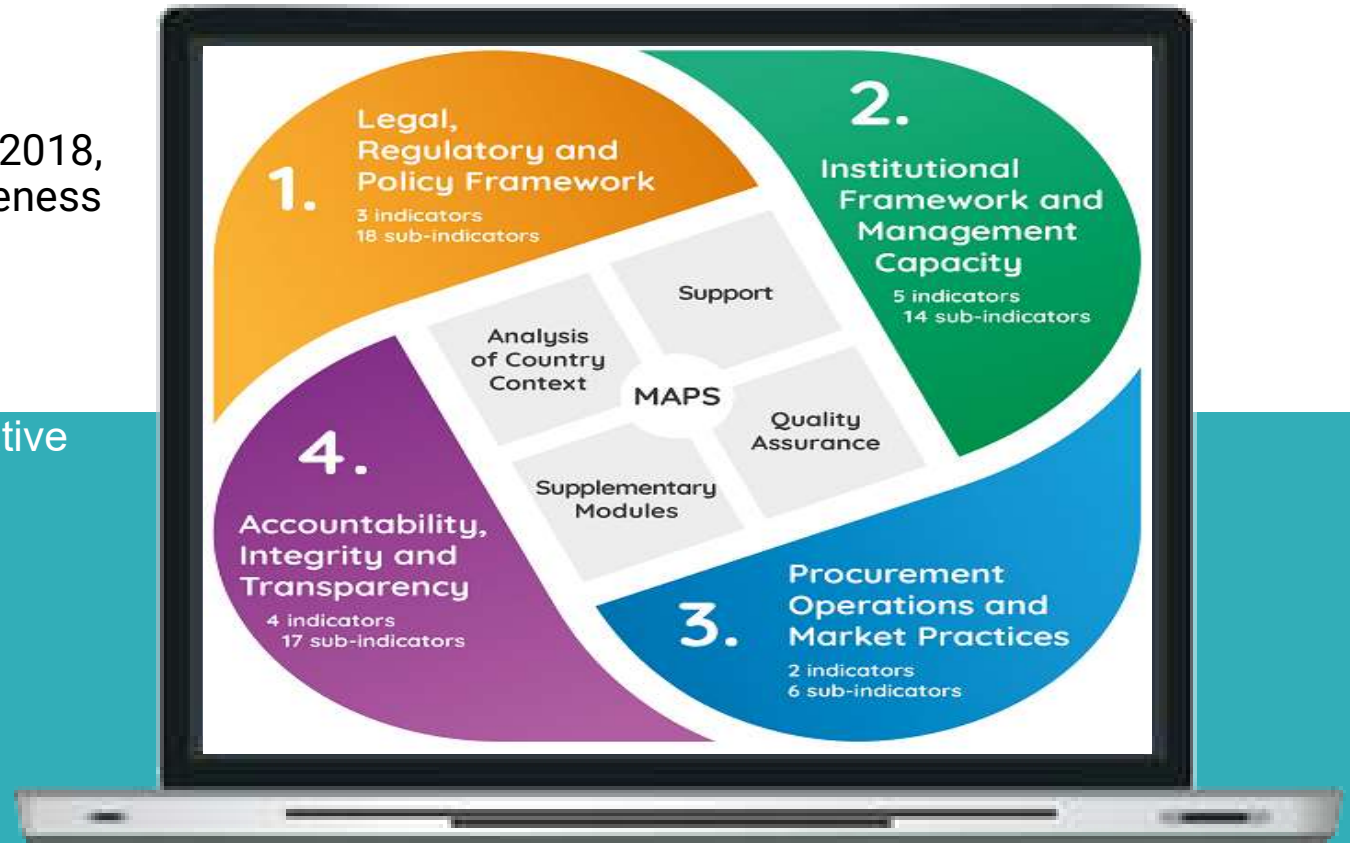 2018,
eness
tive
1.
Legal,
Regulatory and
Policy Framework
3 indicators
18 sub-indicators
2.
Institutional
Framework and
Management
Capacity
5 indicators
14 sub-indicators
Support
Analysis
of Country
Context
MAPS
Quality
Assurance
Supplementary
Modules
4.
Accountability,
Integrity and
Transparency
4 indicators
17 sub-indicators
3.
Procurement
Operations and
Market Practices
2 indicators
6 sub-indicators